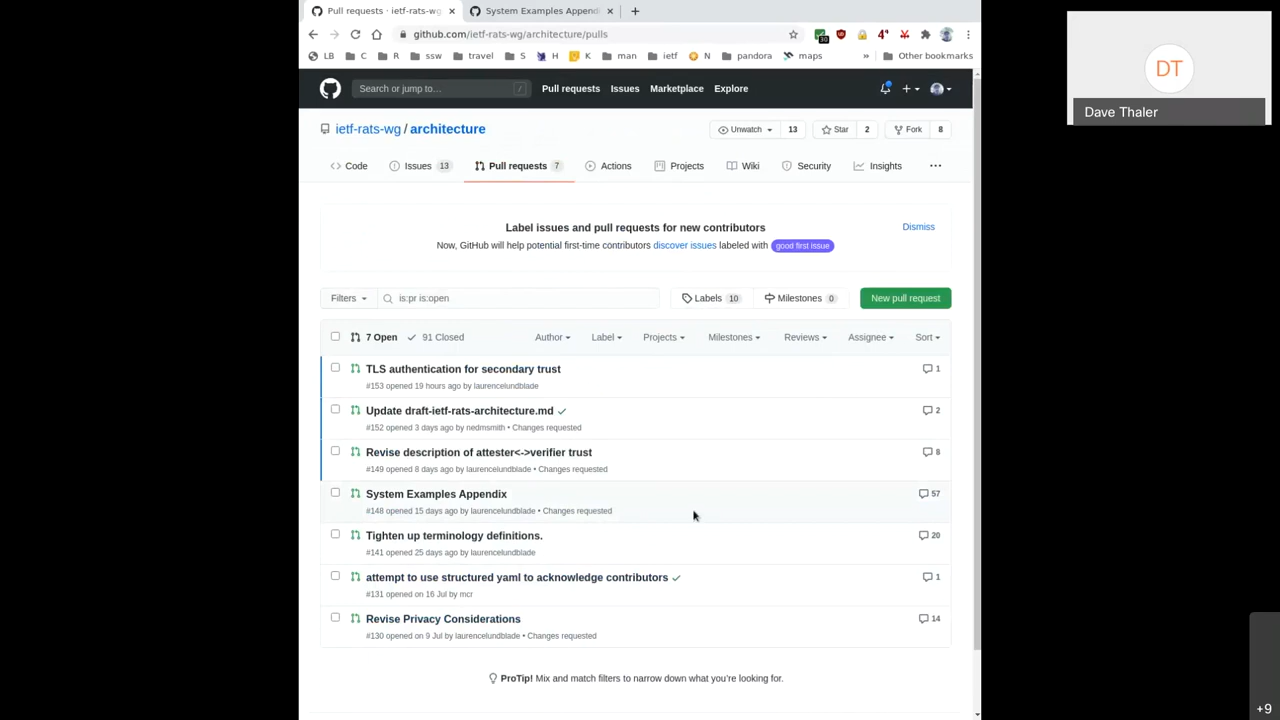 Pull requests · ietf-rats-wg
System Examples Appendi
github.com/ietf-rats-wg/architecture/pulls
LB
C
R
ssw
travel
S
H
K
man
ietf
N
pandora
maps
»
Other bookmarks
Search or jump to…
/
Pull requests
Issues
Marketplace
Explore
ietf-rats-wg / architecture
Unwatch
13
Star
2
Fork
8
Code
Issues 13
Pull requests 7
Actions
Projects
Wiki
Security
Insights
Label issues and pull requests for new contributors
Dismiss
Now, GitHub will help potential first-time contributors discover issues labeled with good first issue
Filters
is:pr is:open
Labels 10
Milestones 0
New pull request
7 Open
91 Closed
Author
Label
Projects
Milestones
Reviews
Assignee
Sort
TLS authentication for secondary trust
1
#153 opened 19 hours ago by laurencelundblade
Update draft-ietf-rats-architecture.md
2
#152 opened 3 days ago by nedmsmith • Changes requested
Revise description of attester<->verifier trust
8
#149 opened 8 days ago by laurencelundblade • Changes requested
System Examples Appendix
57
#148 opened 15 days ago by laurencelundblade • Changes requested
Tighten up terminology definitions.
20
#141 opened 25 days ago by laurencelundblade
attempt to use structured yaml to acknowledge contributors
1
#131 opened on 16 Jul by mcr
Revise Privacy Considerations
14
#130 opened on 9 Jul by laurencelundblade • Changes requested
ProTip! Mix and match filters to narrow down what you're looking for.
DT
Dave Thaler
+9